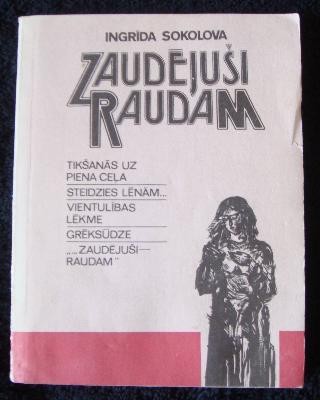 INGRĪDA SOKOLOVA
ZAUDĒJUŠI
RAUDAM
TIKŠANĀS UZ
PIENA CEĻA
STEIDZIES LĒNĀM...
VIENTULĪBAS
LĒKME
GRĒKSŪDZE
„...ZAUDĒJUŠI—
RAUDAM"